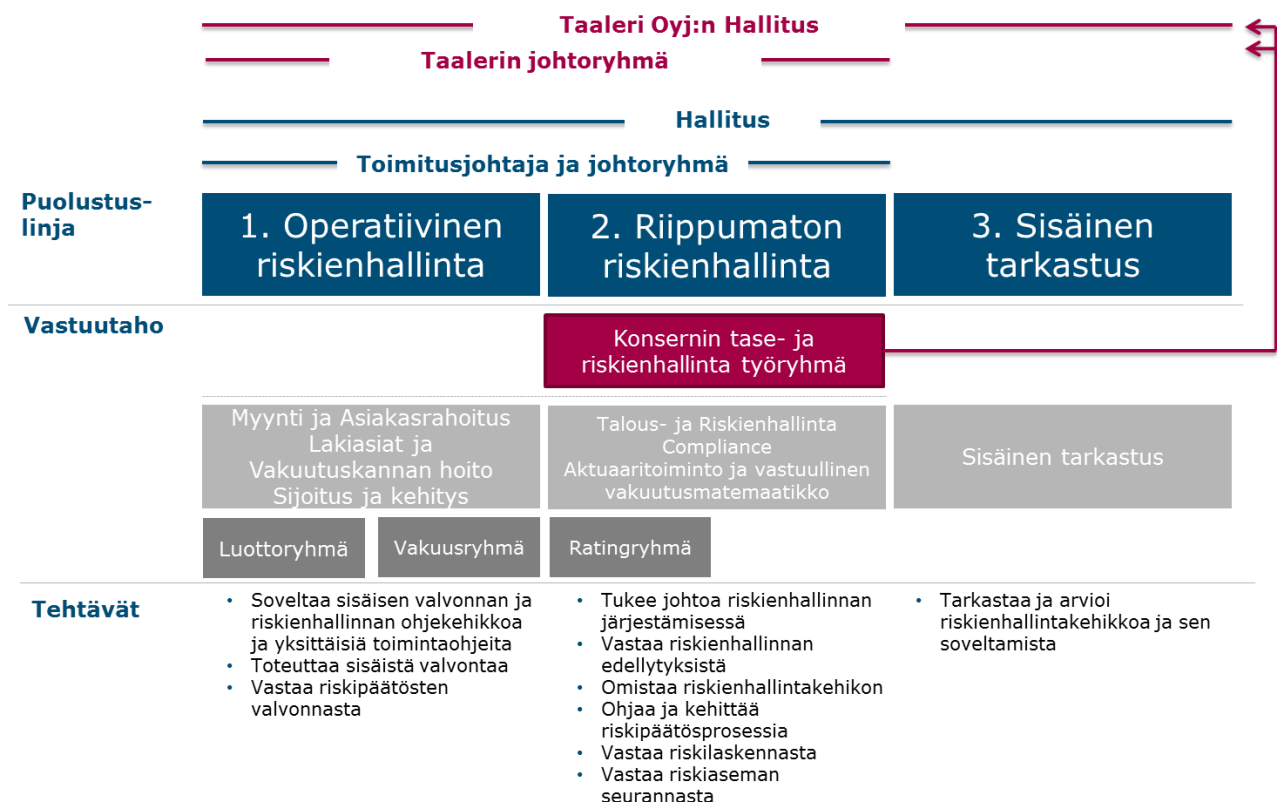 Taaleri Oyj:n Hallitus
Taalerin johtoryhmä
Hallitus
Toimitusjohtaja ja johtoryhmä
Puolustus-
linja
1. Operatiivinen
riskienhallinta
2. Riippumaton
riskienhallinta
3. Sisäinen
tarkastus
Vastuutaho
Konsernin tase- ja
riskienhallinta työryhmä
Myynti ja Asiakasrahoitus
Lakiasiat ja
Vakuutuskannan hoito
Sijoitus ja kehitys
Talous- ja Riskienhallinta
Compliance
Aktuaaritoiminto ja vastuullinen
vakuutusmatemaatikko
Sisäinen tarkastus
Luottoryhmä
Vakuusryhmä
Ratingryhmä
Tehtävät
• Soveltaa sisäisen valvonnan ja
riskienhallinnan ohjekehikkoa
ja yksittäisiä toimintaohjeita
• Toteuttaa sisäistä valvontaa
• Vastaa riskipäätösten
valvonnasta
• Tukee johtoa riskienhallinnan
järjestämisessä
• Vastaa riskienhallinnan
edellytyksistä
• Omistaa riskienhallintakehikon
• Ohjaa ja kehittää
riskipäätösprosessia
• Vastaa riskilaskennasta
• Vastaa riskiaseman
seurannasta
• Tarkastaa ja arvioi
riskienhallintakehikkoa ja sen
soveltamista